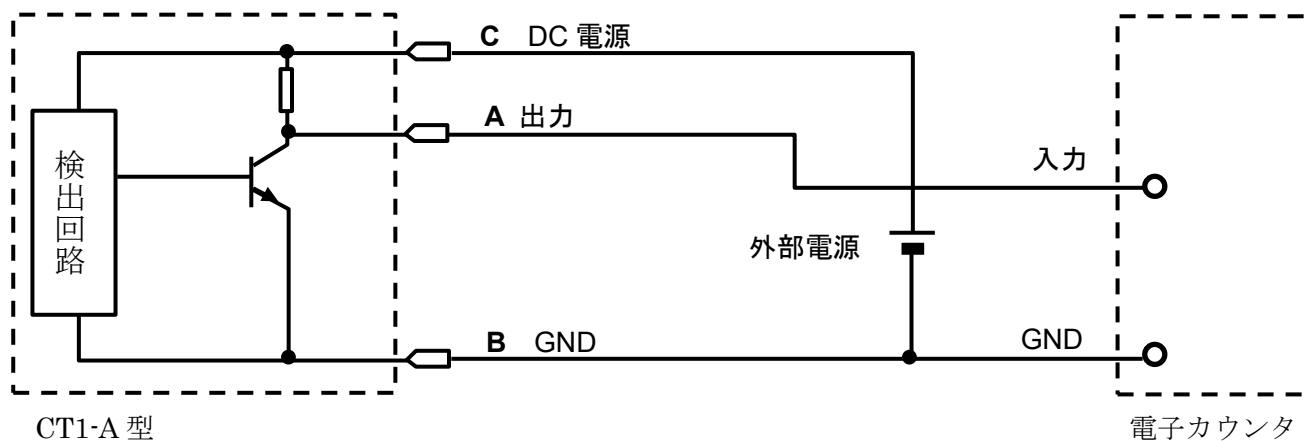 C DC 電源
A 出力
入力
検出回路
外部電源
B GND
GND
CT1-A 型
電子カウンタ